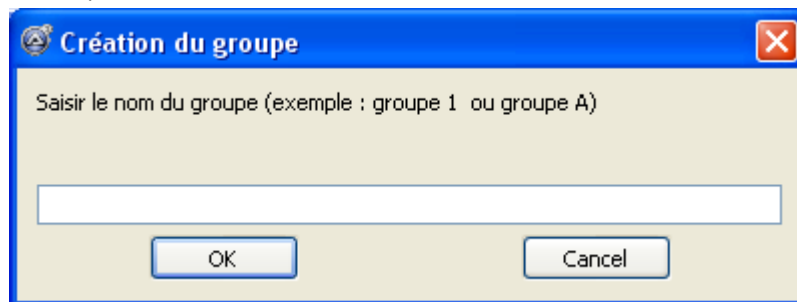 Création du groupe
Saisir le nom du groupe (exemple : groupe 1 ou groupe A)
OK
Cancel